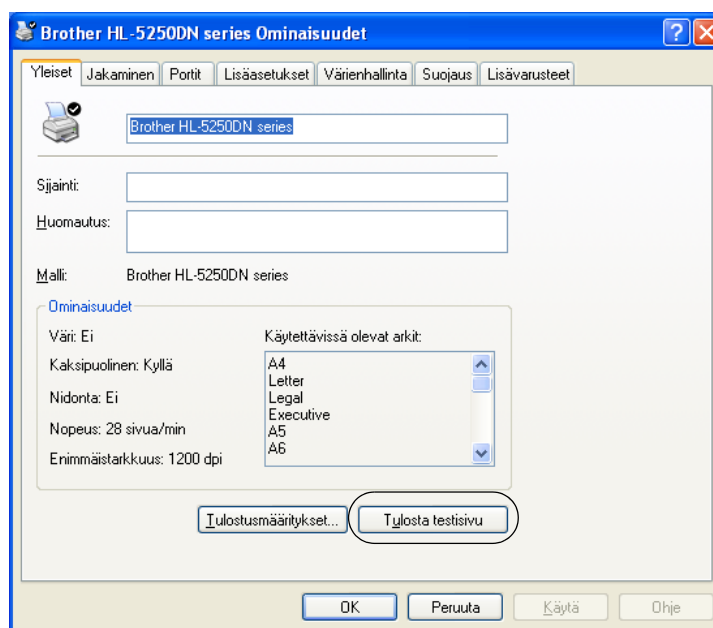 Brother HL-5250DN series Ominaisuudet
Yleiset Jakaminen Portit Lisäasetukset Värienhallinta Suojaus Lisävarusteet
Brother HL-5250DN series
Sijainti:
Huomautus:
Malli: Brother HL-5250DN series
Ominaisuudet
Väri: Ei Käytettävissä olevat arkit:
Kaksipuolinen: Kyllä A4
Letter
Nidonta: Ei Legal
Executive
Nopeus: 28 sivua/min A5
A6
Enimmäistarkkuus: 1200 dpi
Tulostusmääritykset... Tulosta testisivu
OK Peruuta Käytä Ohje